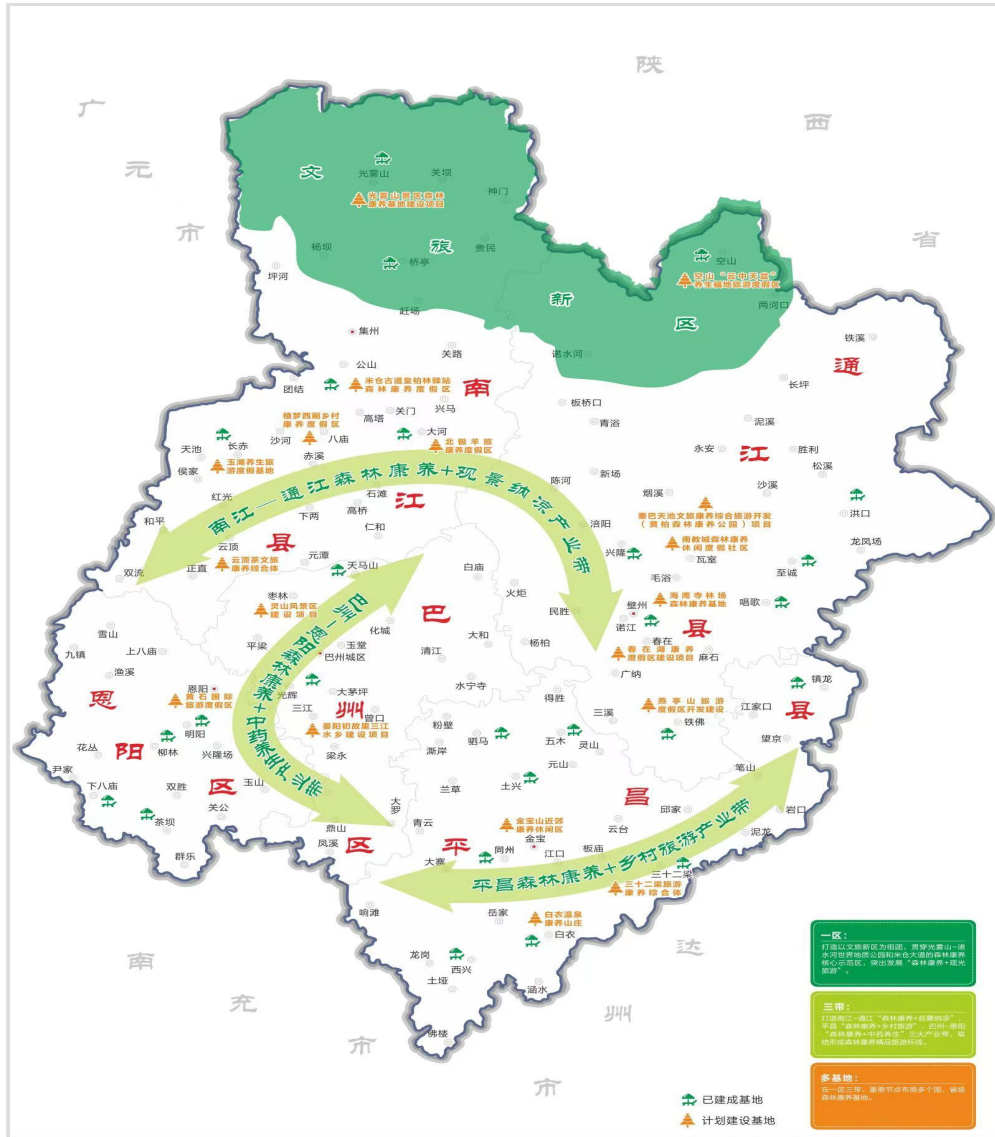 陕
西
省
广
元
市
文
旅
新
区
光雾山
关坝
光雾山景区森林
康养基地建设项目
神门
杨坝
桥亭
贵民
坪河
赶场
空山
空山“云中天盆”
养生福地旅游度假区
两河口
诺水河
集州
关路
铁溪
公山
团结
米仓古道皇柏林驿站
森林康养度假区
南
通
长坪
兴马
板桥口
植梦西厢乡村
康养度假区
高塔
关门
青浴
泥溪
天池
长赤
沙河
八庙
大河
北极羊旅
康养度假区
江
永安
胜利
松溪
侯家
玉湖养生旅
游度假基地
赤溪
新场
陈河
烟溪
沙溪
南江—通江森林康养+观景纳凉产业带
红光
石滩
江
秦巴天池文旅康养综合旅游开发
（黄柏森林康养公园）项目
洪口
和平
下两
高桥
仁和
涪阳
南教城森林康养
休闲度假社区
云顶
县
兴隆
瓦室
龙凤场
云顶茶文旅
康养综合体
元潭
天马山
白庙
毛浴
至诚
双流
正直
枣林
火炬
海鹰寺林场
森林康养基地
唱歌
灵山风景区
建设项目
巴
民胜
壁州
诺江
雪山
化城
大和
县
九镇
上八庙
平梁
玉堂
巴州城区
清江
杨柏
春在
麻石
春在湖康养
度假区建设项目
渔溪
巴州—恩阳森林康养+中药养生产业带
广纳
恩
恩阳
光辉
大茅坪
水宁寺
得胜
镇龙
黄石国际
旅游度假区
三江
州
曾口
燕亭山旅游
度假区开发建设
江家口
县
明阳
晏阳初故里三江
水乡建设项目
粉壁
三溪
铁佛
花丛
阳
柳林
兴隆场
驷马
五木
灵山
望京
尹家
梁永
澌岸
元山
笔山
下八庙
双胜
区
玉山
兰草
土兴
昌
关公
大罗
邱家
岩口
茶坝
鼎山
青云
金宝山近郊
康养休闲区
云台
泥龙
凤溪
区
平
金宝
群乐
大寨
同州
江口
板庙
平昌森林康养+乡村旅游产业带
三十二梁
三十二梁旅游
康养综合体
响滩
岳家
白衣温泉
康养山庄
白衣
龙岗
西兴
土垭
涵水
佛楼
南
充
市
达
州
市
一区：
打造以文旅新区为组团，贯穿光雾山-诺
水河世界地质公园和米仓大道的森林康养
核心示范区，突出发展“森林康养+观光
旅游”。
三带：
打造南江-通江“森林康养+观景纳凉”、
平昌“森林康养+乡村旅游”、巴州-恩阳
“森林康养+中药养生”三大产业带，
形成森林康养精品旅游环线。
多基地：
在一区三带，重要节点布局多个国、省级
森林康养基地。
已建成基地
计划建设基地